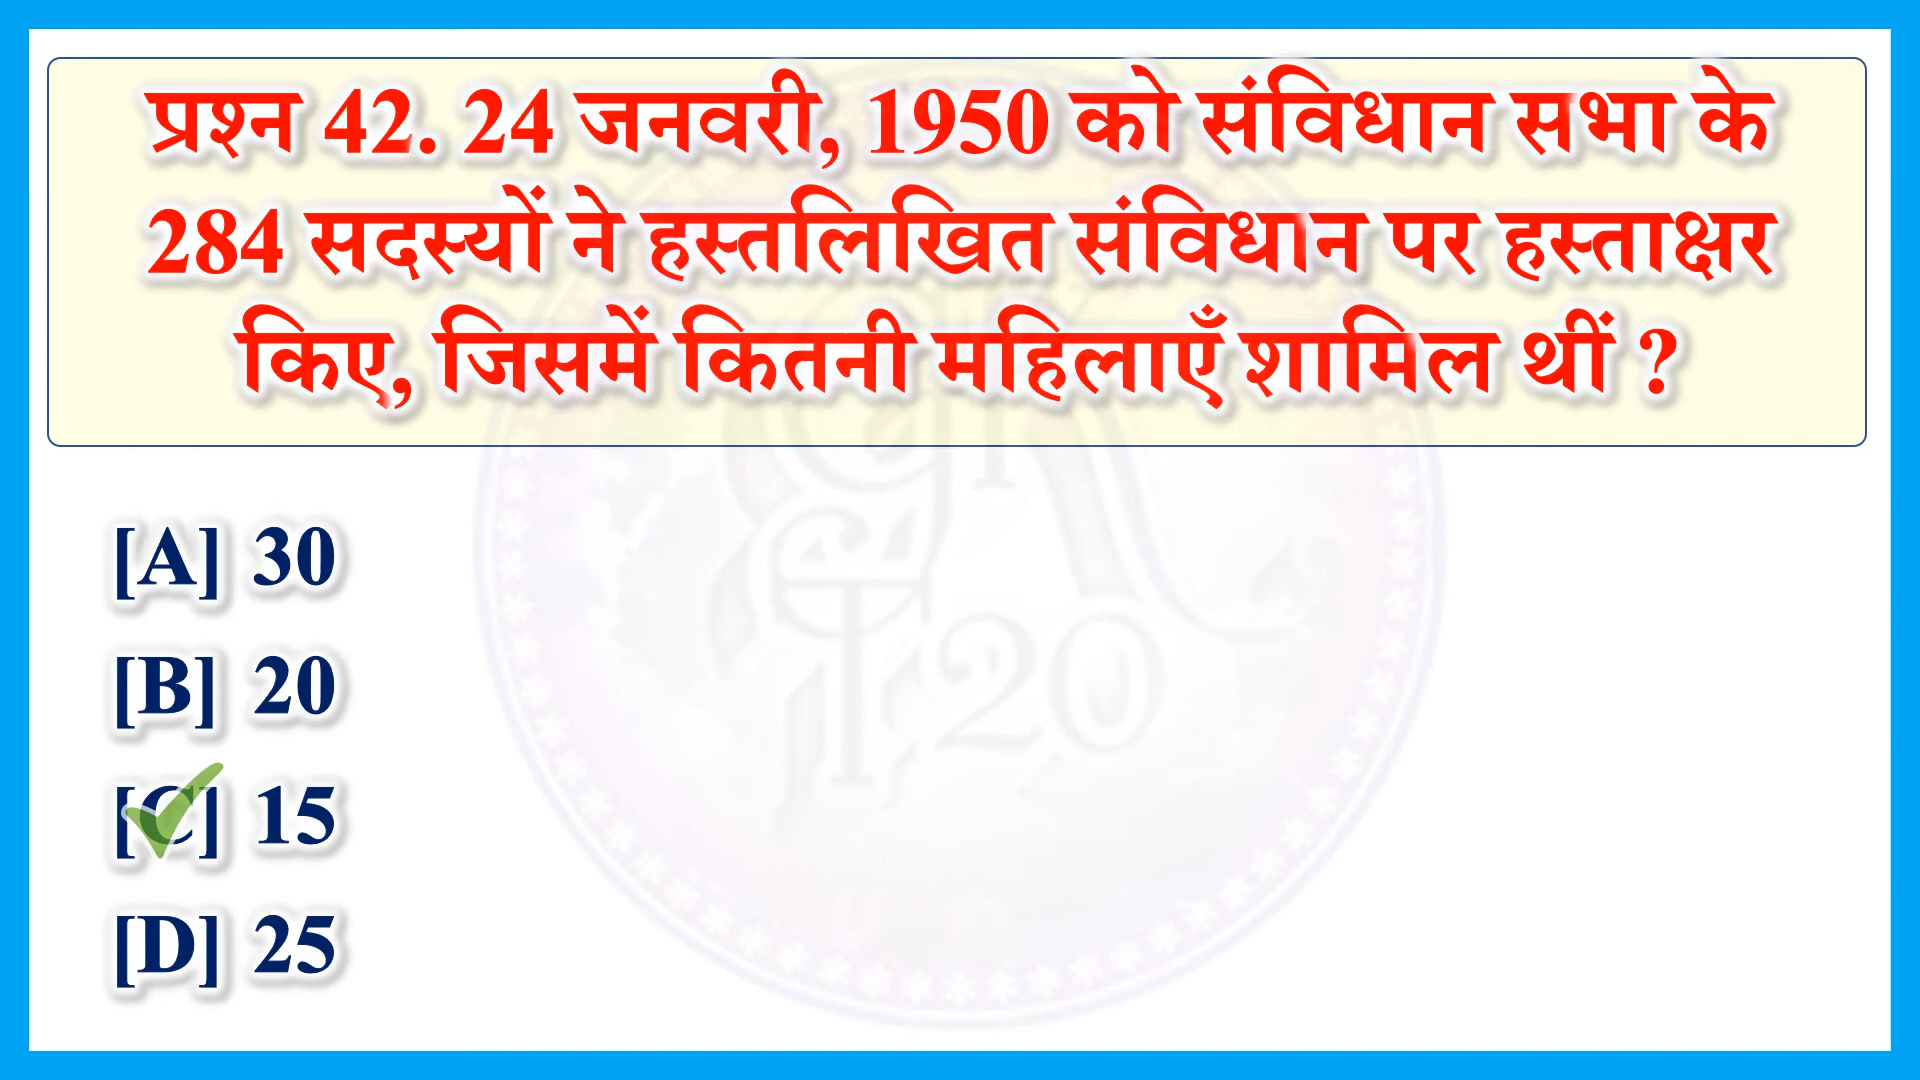 प्रश्न 42. 24 जनवरी, 1950 को संविधान सभा के
284 सदस्यों ने हस्तलिखित संविधान पर हस्ताक्षर
किए, जिसमें कितनी महिलाएँ शामिल थीं ?
[A] 30
[B] 20
[C] 15
[D] 25